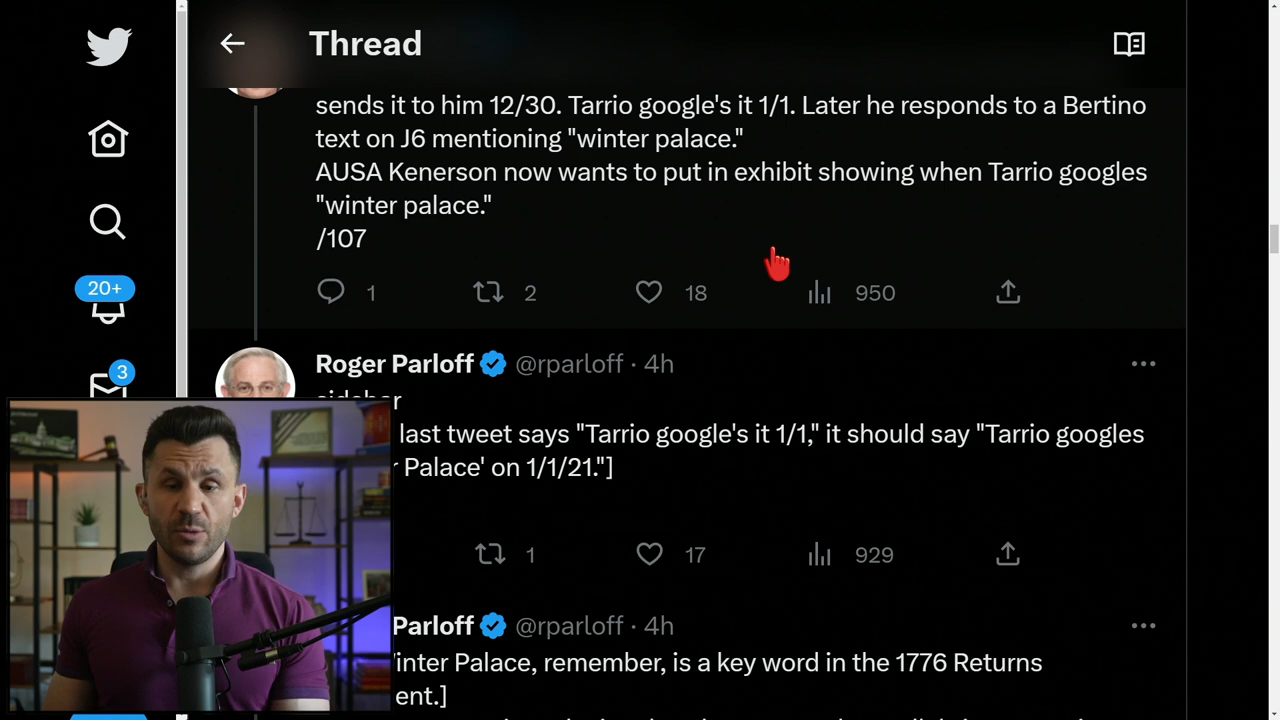 Thread
sends it to him 12/30. Tarrio google's it 1/1. Later he responds to a Bertino
text on J6 mentioning "winter palace."
AUSA Kenerson now wants to put in exhibit showing when Tarrio googles
"winter palace."
/107
20+
1 2 18 950
3
Roger Parloff @rparloff · 4h
sidebar
last tweet says "Tarrio google's it 1/1," it should say "Tarrio googles
r Palace' on 1/1/21."]
1 17 929
Parloff @rparloff · 4h
inter Palace, remember, is a key word in the 1776 Returns
ent.]